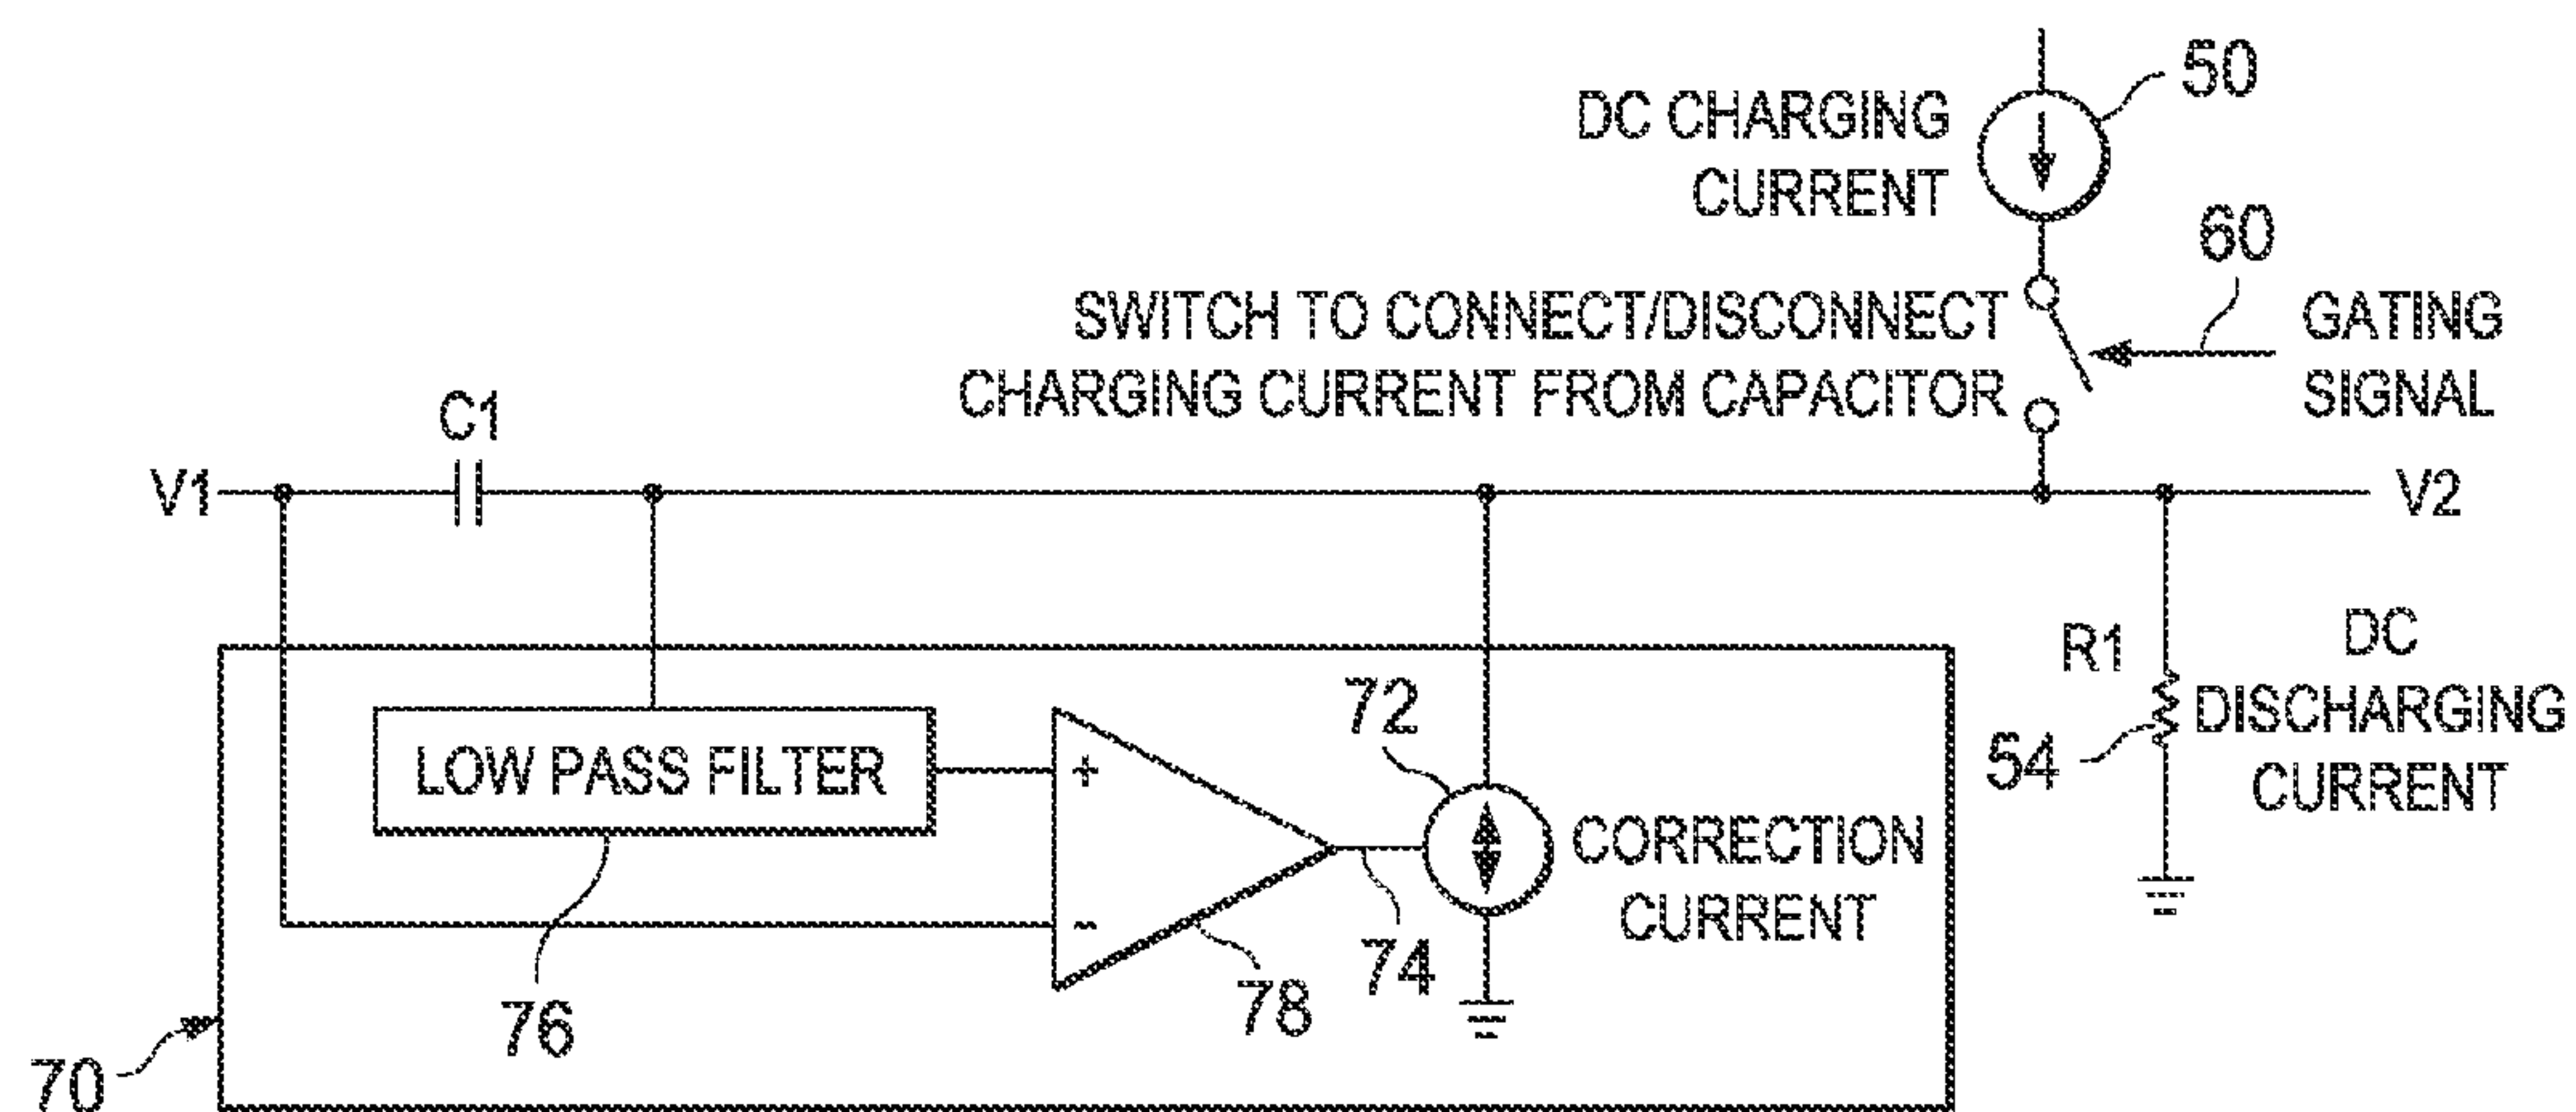 50
DC CHARGING
CURRENT
60
SWITCH TO CONNECT/DISCONNECT
CHARGING CURRENT FROM CAPACITOR
GATING
SIGNAL
C1
V1
V2
R1
DC
DISCHARGING
CURRENT
54
72
LOW PASS FILTER
+
-
CORRECTION
CURRENT
74
76
78
70